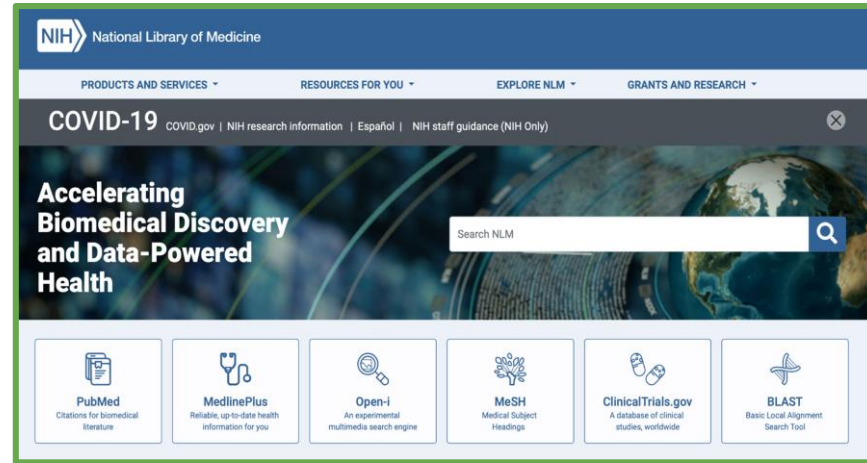 NIH National Library of Medicine
PRODUCTS AND SERVICES RESOURCES FOR YOU EXPLORE NLM GRANTS AND RESEARCH
COVID-19 COVID.gov | NIH research information | Español | NIH staff guidance (NIH Only)
Accelerating
Biomedical Discovery
and Data-Powered
Health
Search NLM
PubMed
Citations for biomedical
literature
MedlinePlus
Reliable, up-to-date health
information for you
Open-i
An experimental
multimedia search engine
MeSH
Medical Subject
Headings
ClinicalTrials.gov
A database of clinical
studies, worldwide
BLAST
Basic Local Alignment
Search Tool